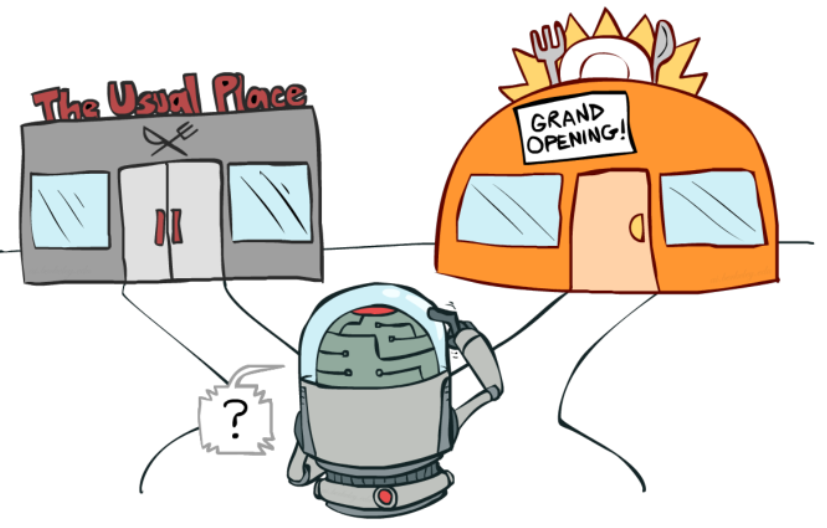 The Usual Place
GRAND
OPENING!
?